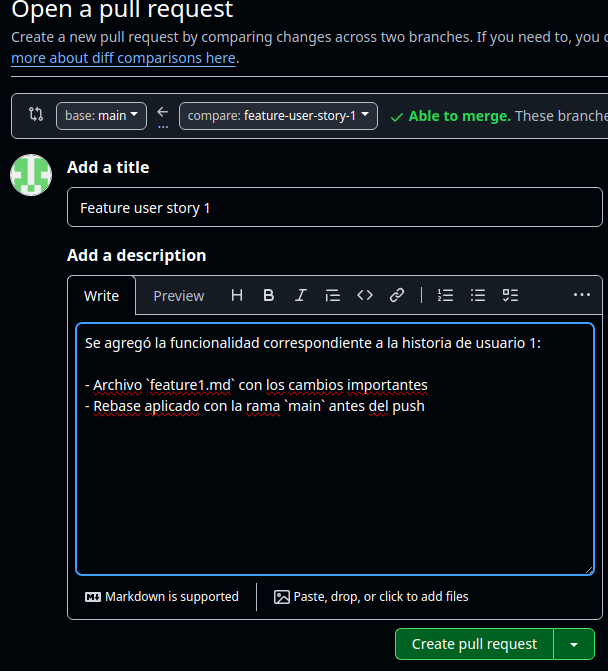 Open a pull request
Create a new pull request by comparing changes across two branches. If you need to, you
more about diff comparisons here.
base: main
...
compare: feature-user-story-1
Able to merge. These branche
Add a title
Feature user story 1
Add a description
Write Preview H B I
Se agregó la funcionalidad correspondiente a la historia de usuario 1:
- Archivo `feature1.md` con los cambios importantes
- Rebase aplicado con la rama `main` antes del push
Markdown is supported
Paste, drop, or click to add files
Create pull request